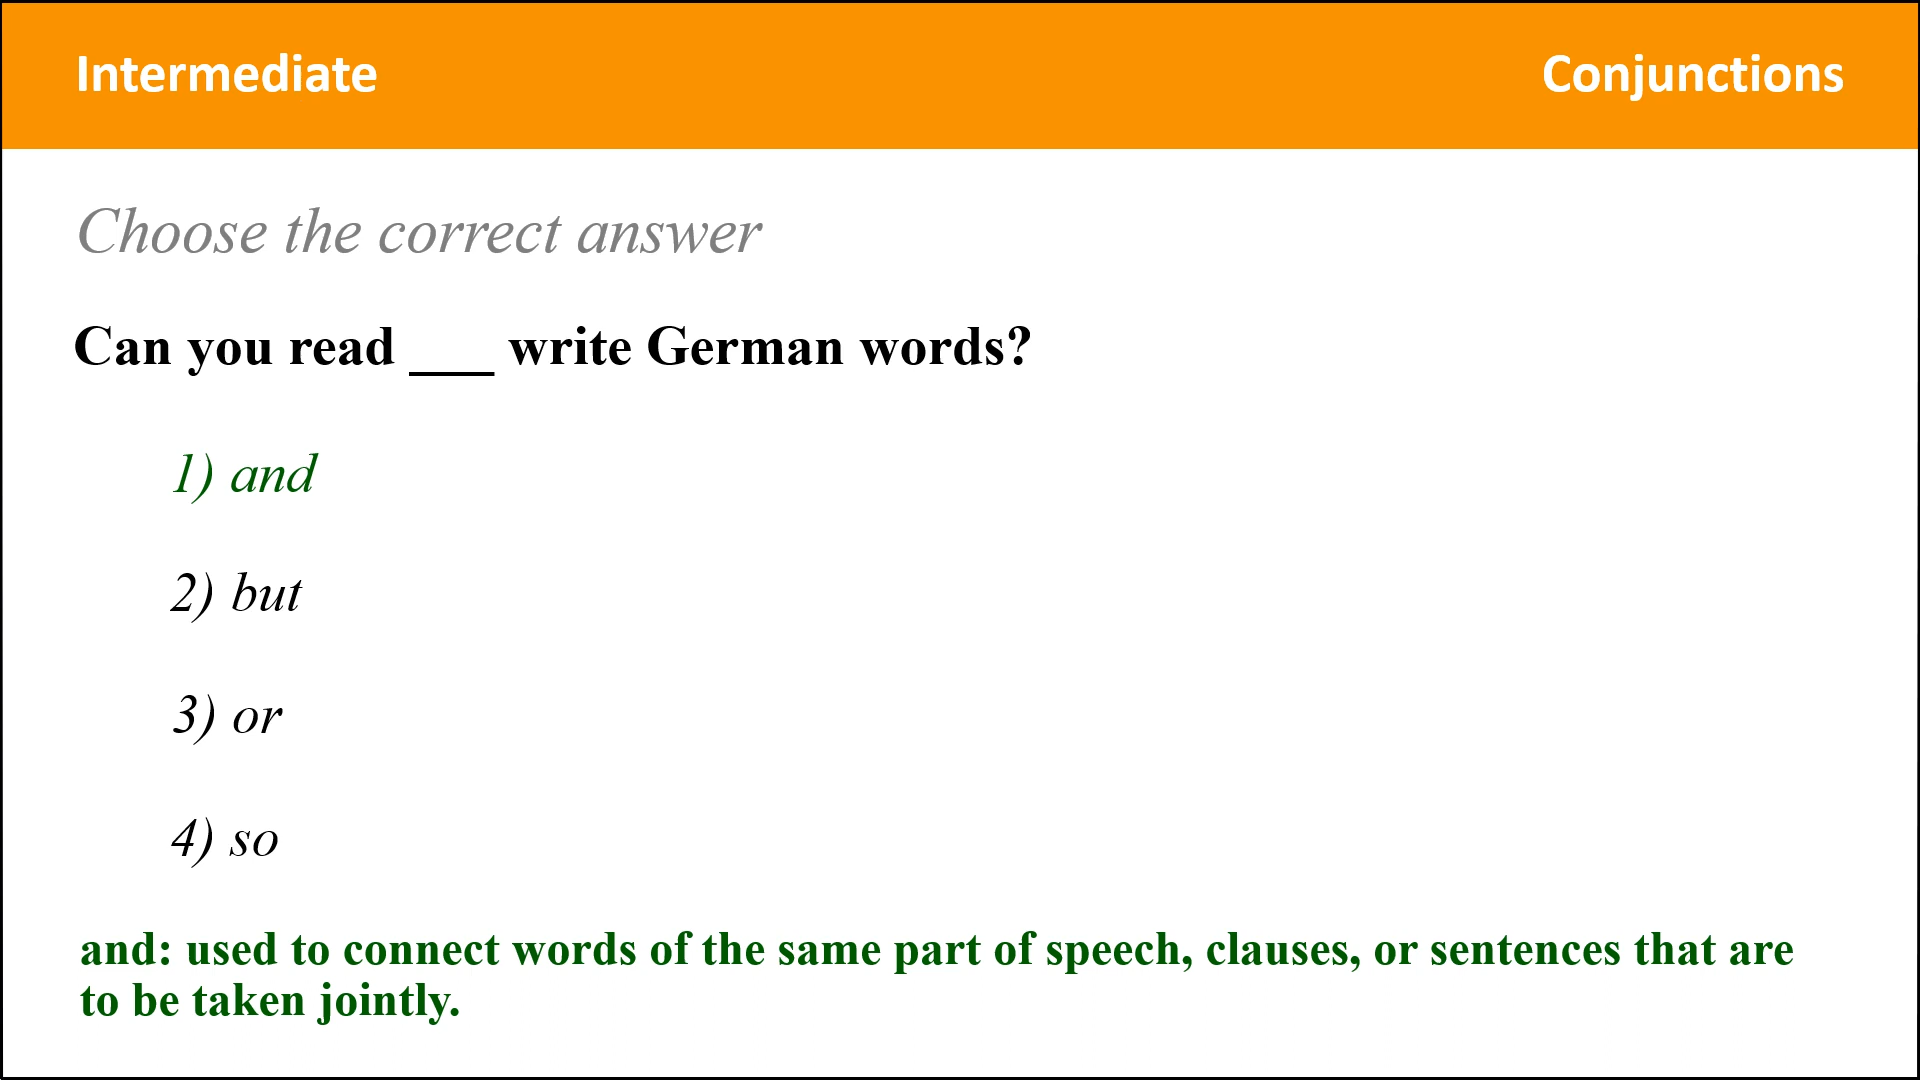 Intermediate
Conjunctions
Choose the correct answer
Can you read ___ write German words?
1) and
2) but
3) or
4) so
and: used to connect words of the same part of speech, clauses, or sentences that are
to be taken jointly.